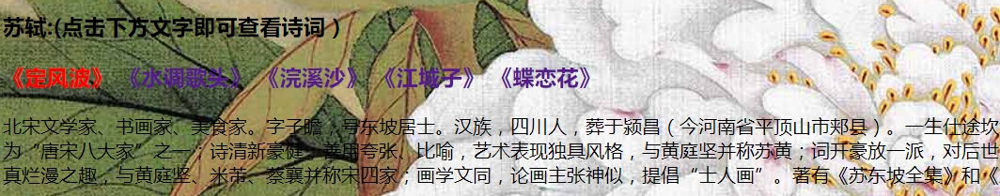 苏轼:(点击下方文字即可查看诗词）
《定风波》 《水调歌头》 《浣溪沙》 《江城子》 《蝶恋花》
北宋文学家、书画家、美食家。字子瞻，号东坡居士。汉族，四川人，葬于颍昌（今河南省平顶山市郏县）。一生仕途坎
为“唐宋八大家”之一；诗清新豪健，善用夸张、比喻，艺术表现独具风格，与黄庭坚并称苏黄；词开豪放一派，对后世
真烂漫之趣，与黄庭坚、米芾、蔡襄并称宋四家；画学文同，论画主张神似，提倡“士人画”。著有《苏东坡全集》和《